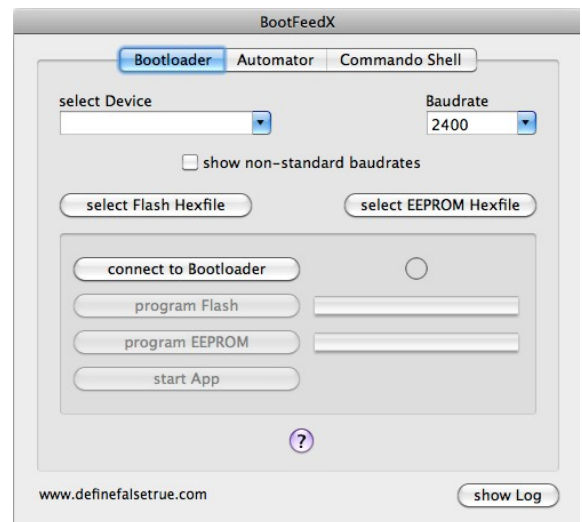 BootFeedX
Bootloader Automator Commando Shell
select Device Baudrate
2400
show non-standard baudrates
select Flash Hexfile select EEPROM Hexfile
connect to Bootloader
program Flash
program EEPROM
start App
?
www.definefalsetrue.com show Log